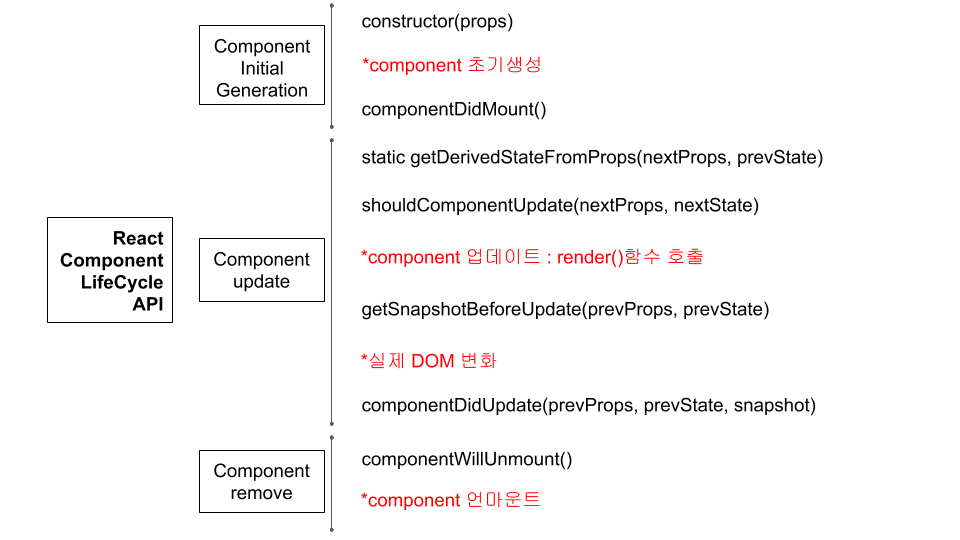 React
Component
LifeCycle
API
Component
Initial
Generation
constructor(props)
*component 초기생성
componentDidMount()
Component
update
static getDerivedStateFromProps(nextProps, prevState)
shouldComponentUpdate(nextProps, nextState)
*component 업데이트 : render()함수 호출
getSnapshotBeforeUpdate(prevProps, prevState)
*실제 DOM 변화
componentDidUpdate(prevProps, prevState, snapshot)
Component
remove
componentWillUnmount()
*component 언마운트